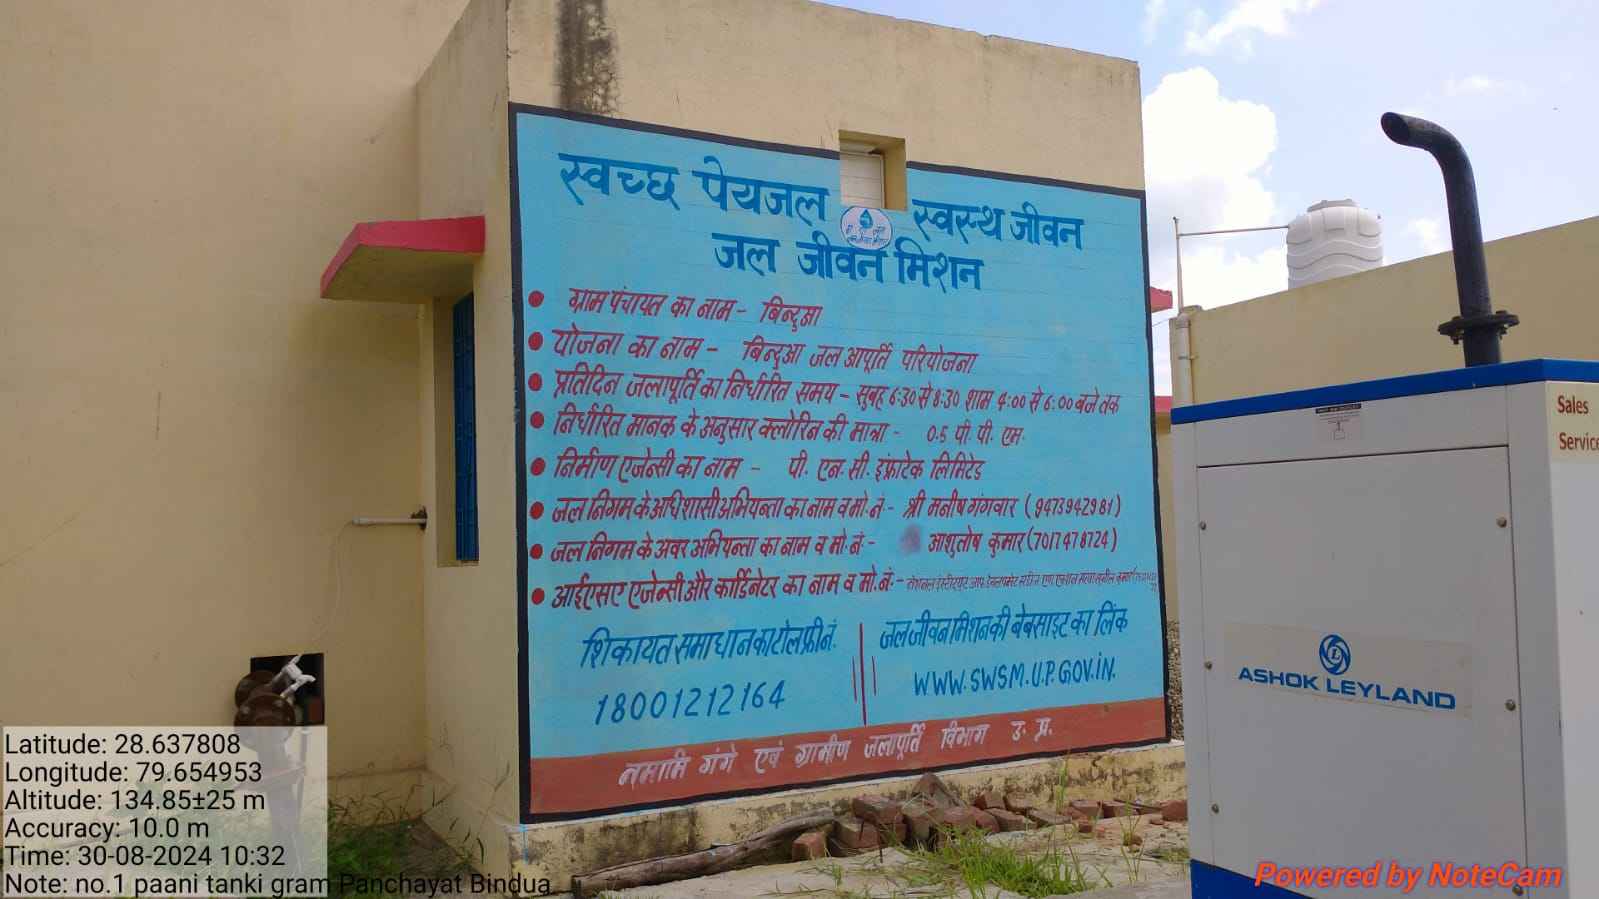 स्वच्छ पेयजल स्वस्थ जीवन
जल जीवन मिशन
ग्राम पंचायत का नाम - बिन्दुआ
योजना का नाम - बिन्दुआ जल आपूर्ति परियोजना
प्रतिदिन जलापूर्ति का निर्धारित समय - सुबह 6:30 से 8:30 शाम 4:00 से 6:00 बजे तक
निर्धारित मानक के अनुसार क्लोरिन की मात्रा - 0.5 पी. पी. एम.
निर्माण एजेन्सी का नाम - पी. एन. सी. इंफ्राटेक लिमिटेड
जल निगम के अधिशासी अभियन्ता का नाम व मो. नं. - श्री मनीष गंगवार (9473942981)
जल निगम के अवर अभियन्ता का नाम व मो. नं. - आशुतोष कुमार (7017478724)
आईएसए एजेन्सी और कार्डिनेटर का नाम व मो. नं. -
शिकायत समाधान का टोल फ्री नं.
18001212164
जल जीवन मिशन की बेबसाइट का लिंक
WWW.SWSM.U.P.GOV.iN.
नमामि गंगे एवं ग्रामीण जलापूर्ति विभाग उ. प्र.
Sales
Service
ASHOK LEYLAND
Latitude: 28.637808
Longitude: 79.654953
Altitude: 134.85±25 m
Accuracy: 10.0 m
Time: 30-08-2024 10:32
Note: no.1 paani tanki gram Panchayat Bindua
Powered by NoteCam